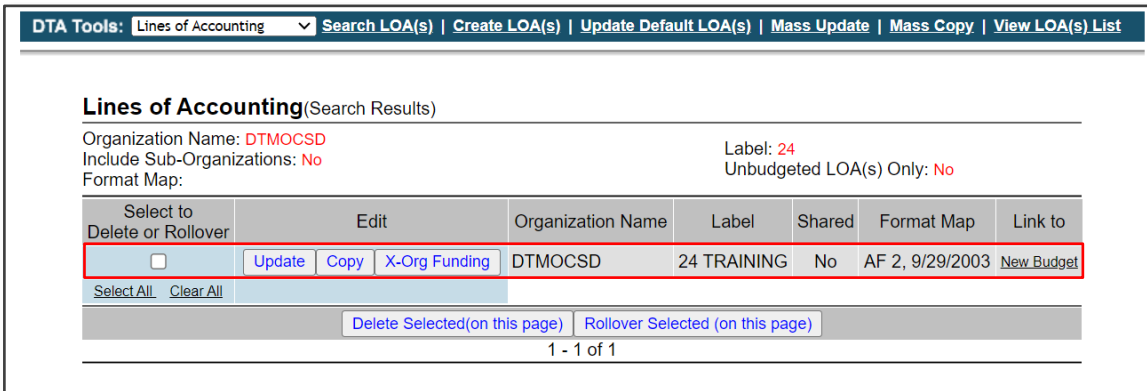 DTA Tools: Lines of Accounting Search LOA(s) | Create LOA(s) | Update Default LOA(s) | Mass Update | Mass Copy | View LOA(s) List
Lines of Accounting(Search Results)
Organization Name: DTMOCSD
Include Sub-Organizations: No
Format Map:
Label: 24
Unbudgeted LOA(s) Only: No
Select to Delete or Rollover Edit Organization Name Label Shared Format Map Link to
Update Copy X-Org Funding DTMOCSD 24 TRAINING No AF 2, 9/29/2003 New Budget
Select All Clear All
Delete Selected(on this page) Rollover Selected (on this page)
1 - 1 of 1